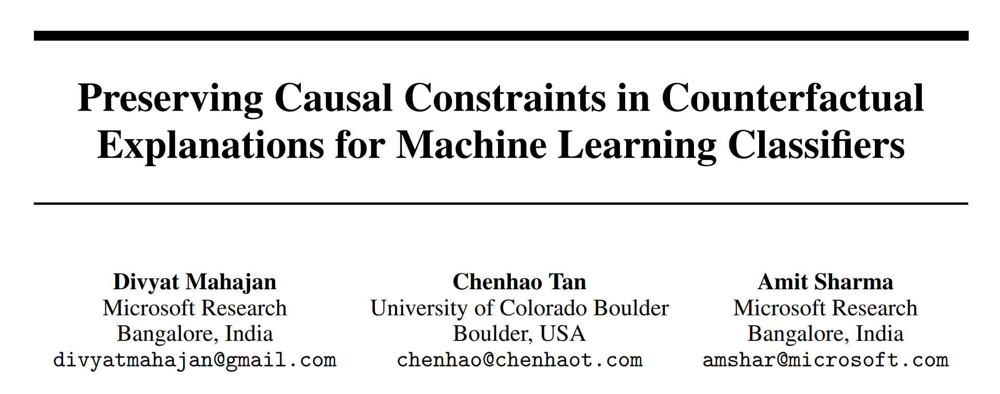 Preserving Causal Constraints in Counterfactual
Explanations for Machine Learning Classifiers
Divyat Mahajan
Microsoft Research
Bangalore, India
divyatmahajan@gmail.com
Chenhao Tan
University of Colorado Boulder
Boulder, USA
chenhao@chenhaot.com
Amit Sharma
Microsoft Research
Bangalore, India
amshar@microsoft.com